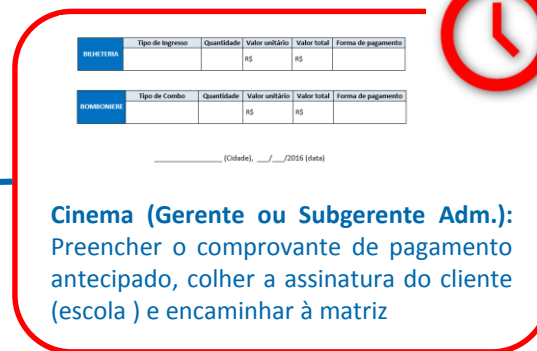 Tipo de Ingresso Quantidade Valor unitário Valor total Forma de pagamento
BILHETERIA
R$ R$
Tipo de Combo Quantidade Valor unitário Valor total Forma de pagamento
BOMBONIERE
R$ R$
____________________ (Cidade), ___/___/2016 (data)
Cinema (Gerente ou Subgerente Adm.):
Preencher o comprovante de pagamento
antecipado, colher a assinatura do cliente
(escola ) e encaminhar à matriz